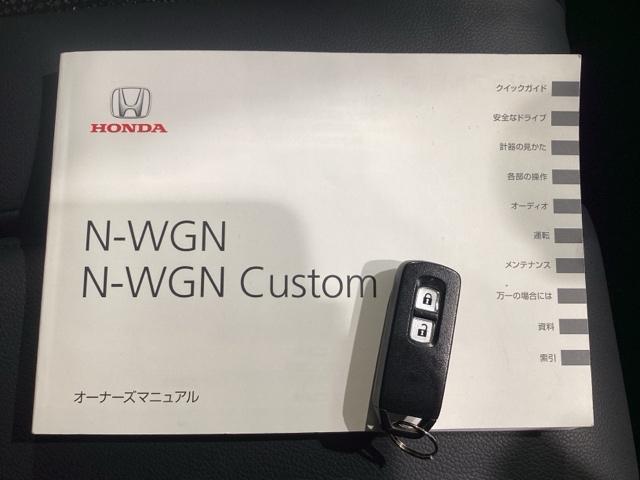 HONDA
N-WGN
N-WGN Custom
オーナーズマニュアル
クイックガイド
安全なドライブ
計器の見かた
各部の操作
オーディオ
運転
メンテナンス
万一の場合には
資料
索引